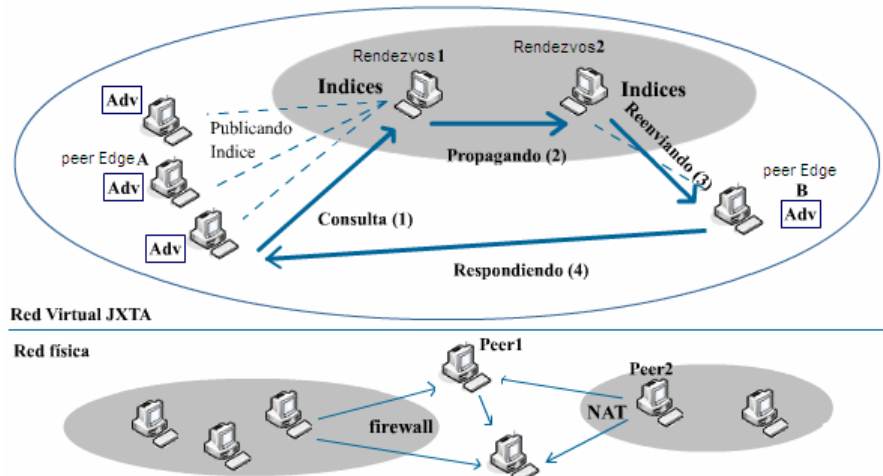 Rendezvos1
Rendezvos2
Indices
Indices
Adv
Publicando
Indice
peer Edge A
Adv
Propagando (2)
Reenviando (3)
peer Edge
B
Adv
Consulta (1)
Adv
Respondiendo (4)
Red Virtual JXTA
Red física
Peer1
Peer2
firewall
NAT